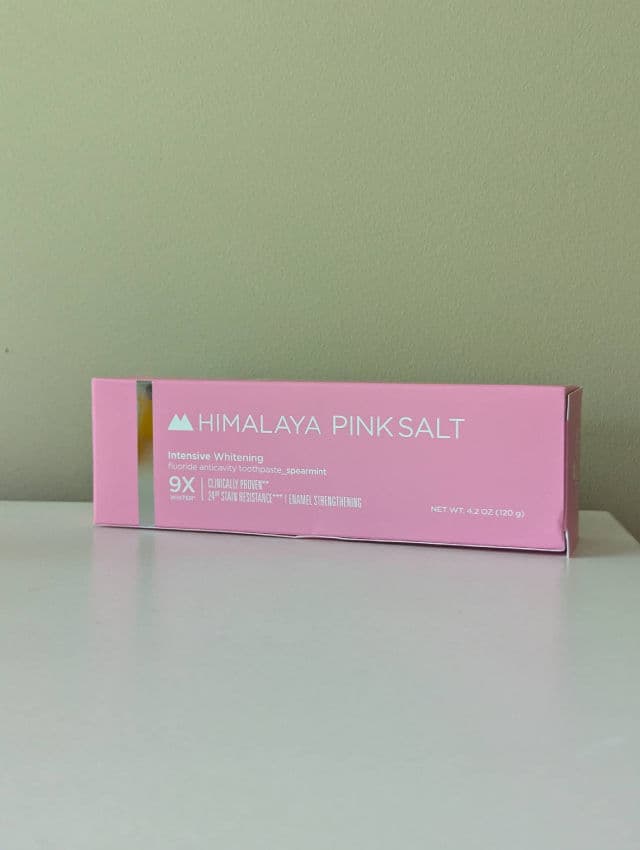 HIMALAYA PINK SALT
Intensive Whitening
fluoride anticavity toothpaste_spearmint
9X
WHITER*
CLINICALLY PROVEN**
24HR STAIN RESISTANCE*** | ENAMEL STRENGTHENING
NET WT. 4.2 OZ (120 g)